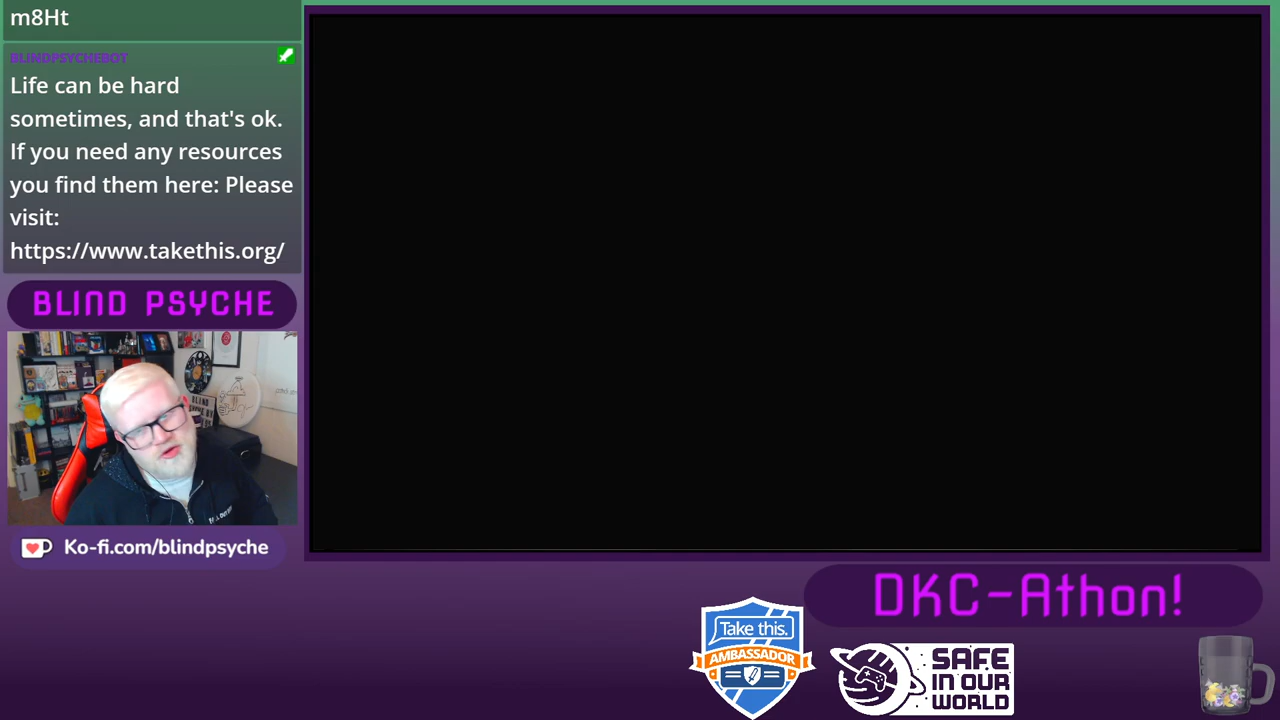 m8Ht
BLINDPSYCHEBOT
Life can be hard
sometimes, and that's ok.
If you need any resources
you find them here: Please
visit:
https://www.takethis.org/
BLIND PSYCHE
Ko-fi.com/blindpsyche
DKC-Athon!
Take this.
AMBASSADOR
SAFE
IN OUR
WORLD